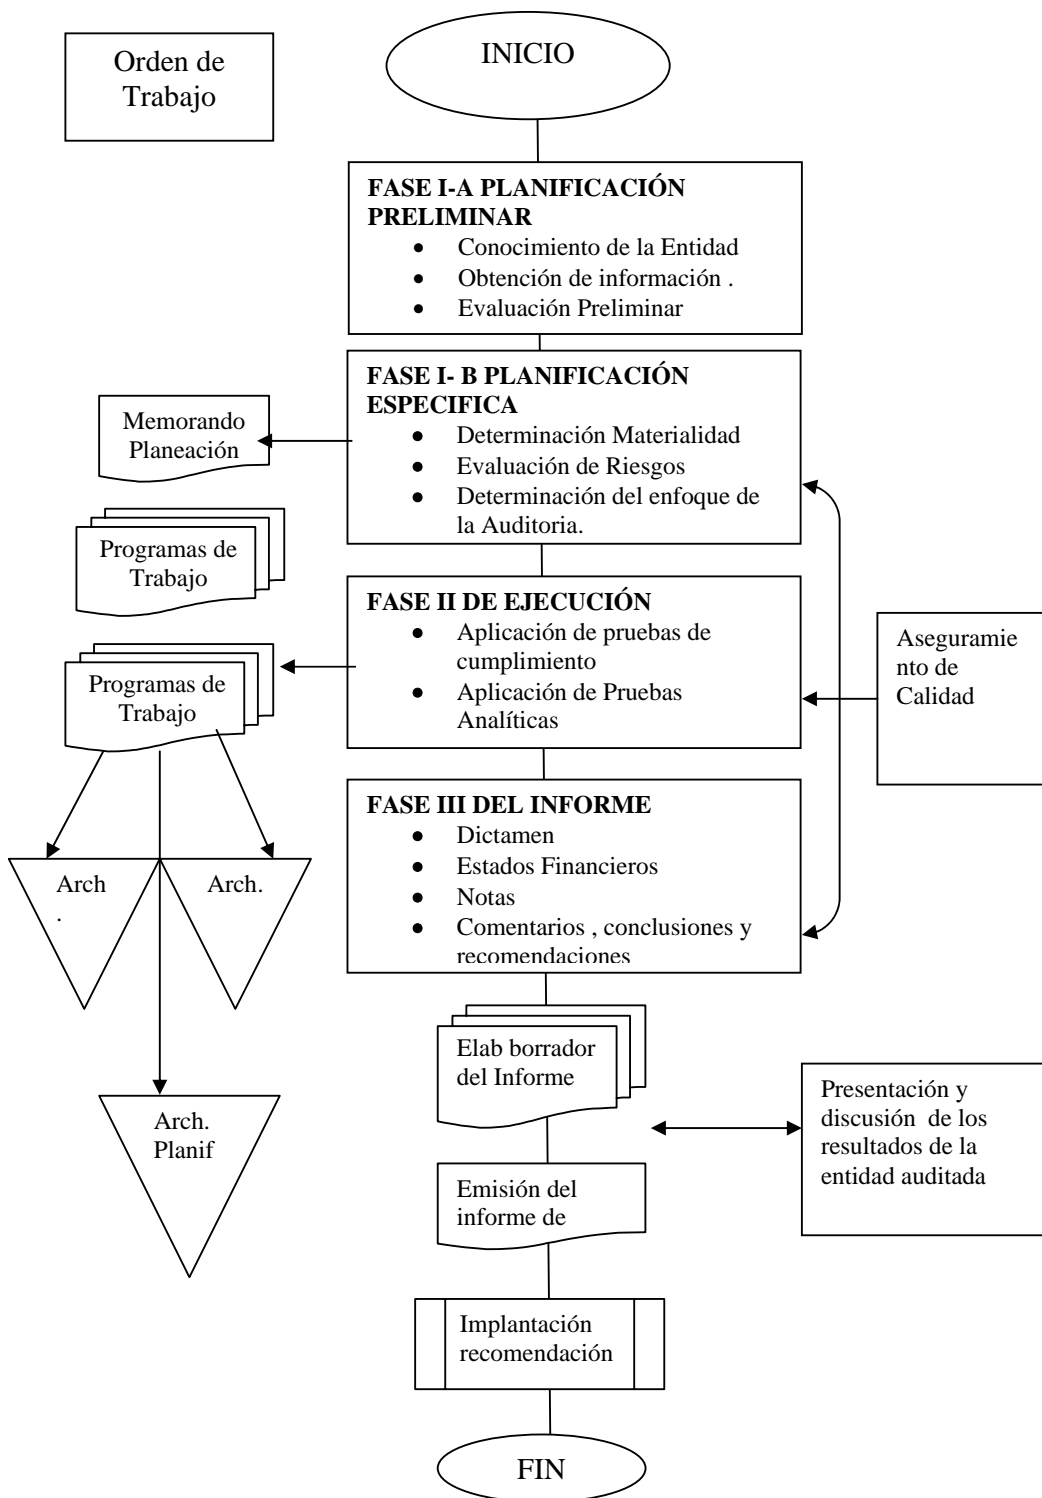 Orden de
Trabajo
INICIO
FASE I-A PLANIFICACIÓN
PRELIMINAR
• Conocimiento de la Entidad
• Obtención de información .
• Evaluación Preliminar
FASE I- B PLANIFICACIÓN
ESPECIFICA
• Determinación Materialidad
• Evaluación de Riesgos
• Determinación del enfoque de
la Auditoria.
Memorando
Planeación
Programas de
Trabajo
FASE II DE EJECUCIÓN
• Aplicación de pruebas de
cumplimiento
• Aplicación de Pruebas
Analíticas
Programas de
Trabajo
Aseguramie
nto de
Calidad
FASE III DEL INFORME
• Dictamen
• Estados Financieros
• Notas
• Comentarios , conclusiones y
recomendaciones
Arch
.
Arch.
Arch.
Planif
Elab borrador
del Informe
Presentación y
discusión  de los
resultados de la
entidad auditada
Emisión del
informe de
Implantación
recomendación
FIN